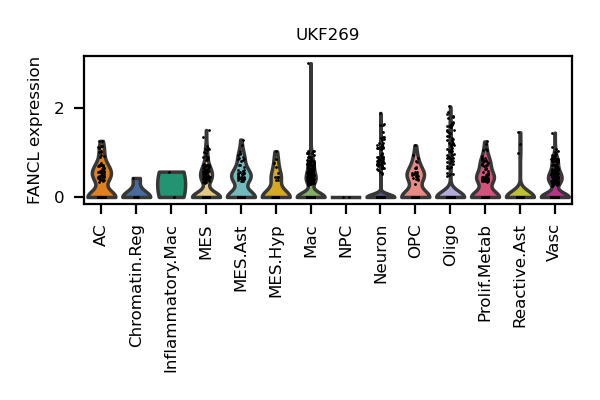 UKF269
FANCL expression
2
0
AC
Chromatin.Reg
Inflammatory.Mac
MES
MES.Ast
MES.Hyp
Mac
NPC
Neuron
OPC
Oligo
Prolif.Metab
Reactive.Ast
Vasc